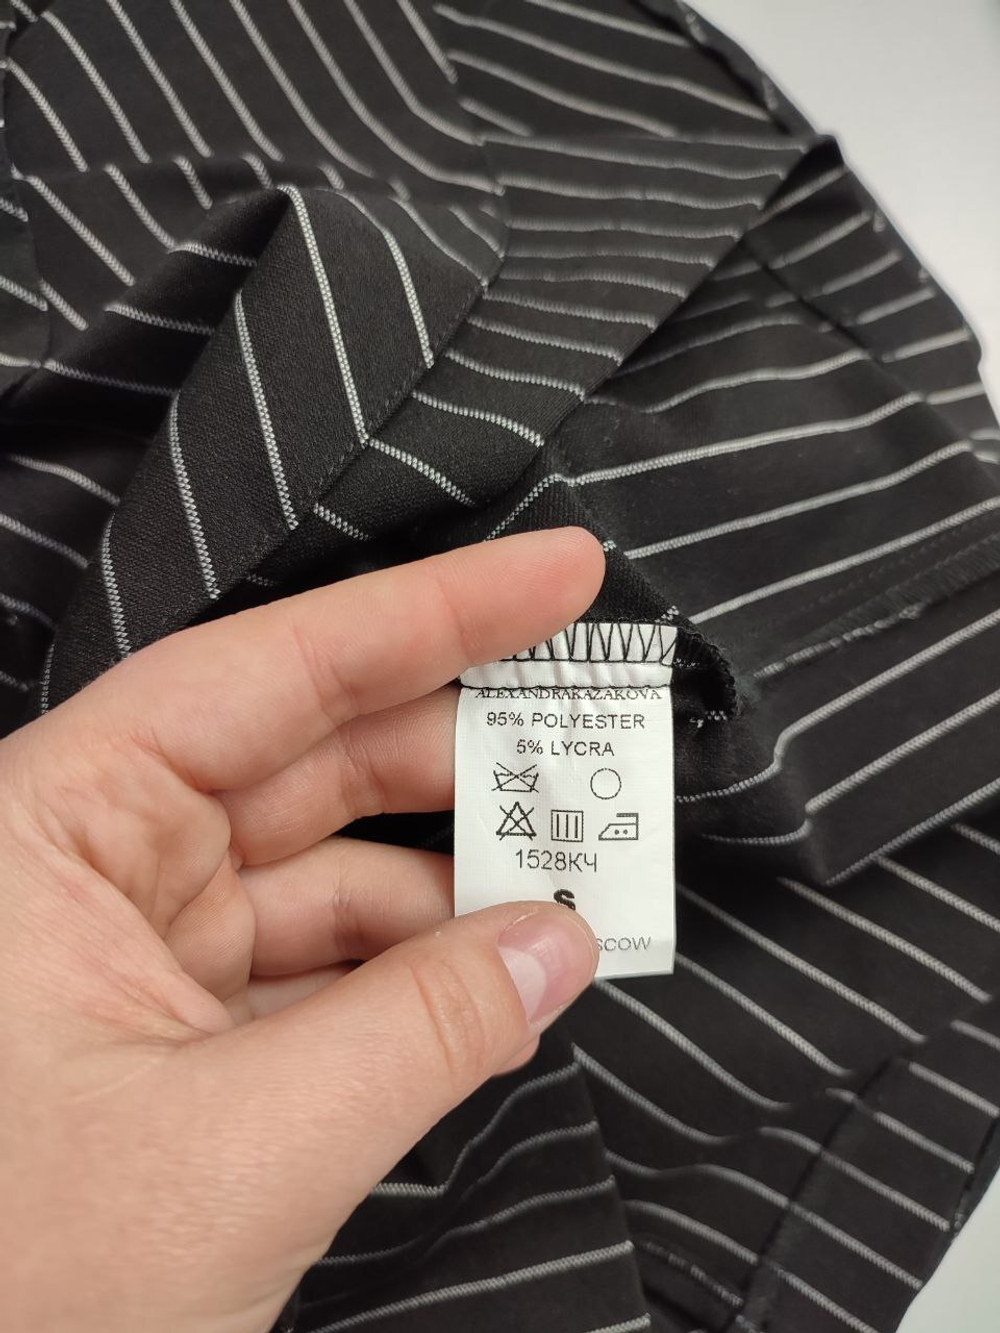 ALEXANDRAKAZAKOVA
95% POLYESTER
5% LYCRA
1528КЧ
S